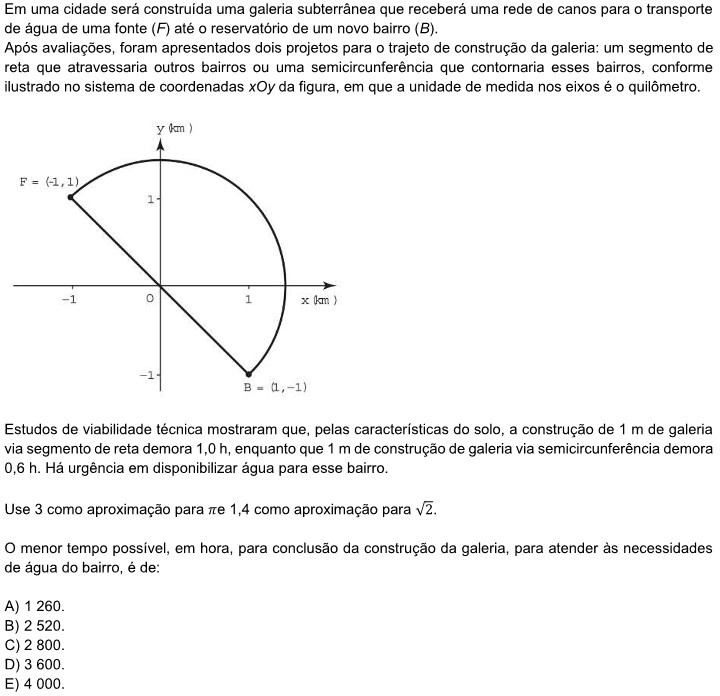 Em uma cidade será construída uma galeria subterrânea que receberá uma rede de canos para o transporte
de água de uma fonte (F) até o reservatório de um novo bairro (B).
Após avaliações, foram apresentados dois projetos para o trajeto de construção da galeria: um segmento de
reta que atravessaria outros bairros ou uma semicircunferência que contornaria esses bairros, conforme
ilustrado no sistema de coordenadas xOy da figura, em que a unidade de medida nos eixos é o quilômetro.
y (km )
F = (-1,1)
1
-1
0
1
x (km )
-1
B = (1,-1)
Estudos de viabilidade técnica mostraram que, pelas características do solo, a construção de 1 m de galeria
via segmento de reta demora 1,0 h, enquanto que 1 m de construção de galeria via semicircunferência demora
0,6 h. Há urgência em disponibilizar água para esse bairro.
Use 3 como aproximação para πe 1,4 como aproximação para √2.
O menor tempo possível, em hora, para conclusão da construção da galeria, para atender às necessidades
de água do bairro, é de:
A) 1 260.
B) 2 520.
C) 2 800.
D) 3 600.
E) 4 000.